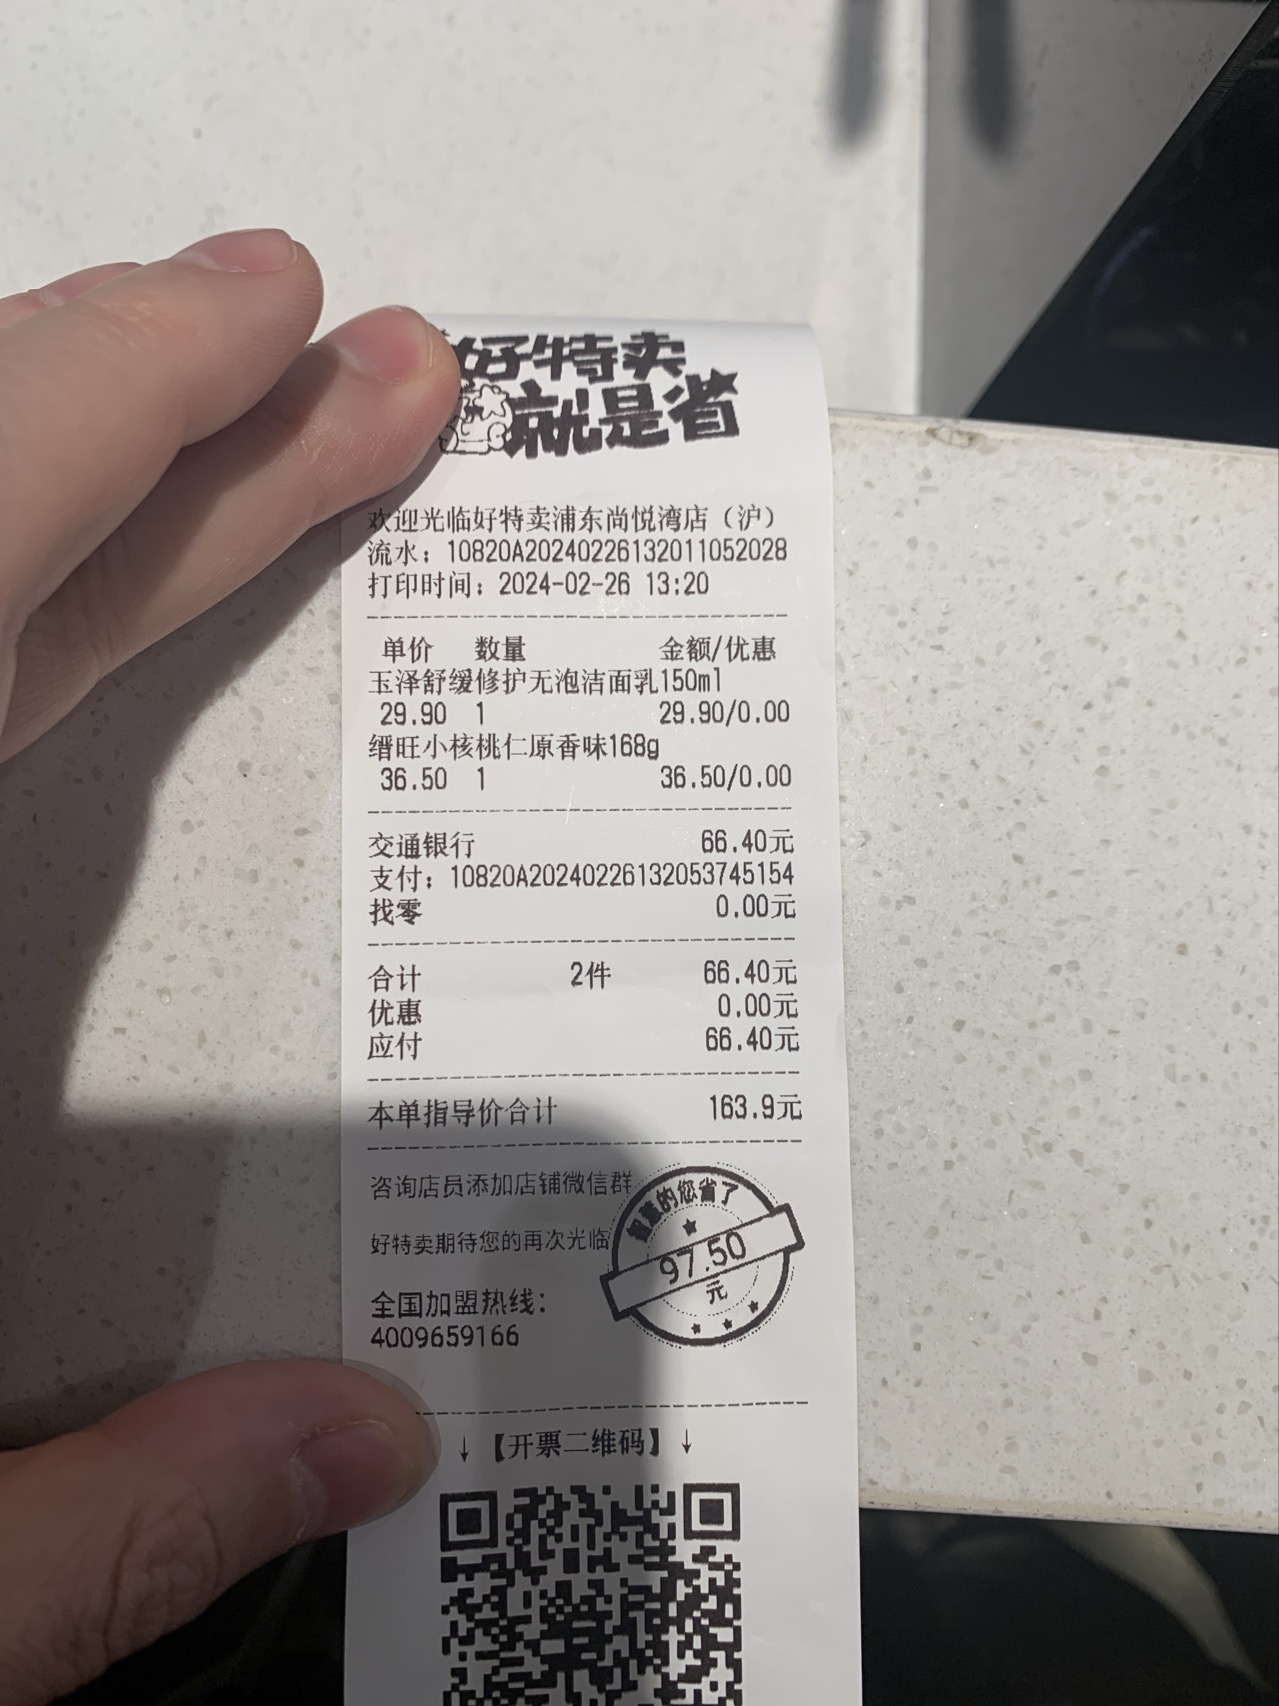 好特卖
就是省
欢迎光临好特卖浦东尚悦湾店（沪）
流水：10820A20240226132011052028
打印时间：2024-02-26 13:20
单价 数量 金额/优惠
玉泽舒缓修护无泡洁面乳150ml
29.90 1 29.90/0.00
缙旺小核桃仁原香味168g
36.50 1 36.50/0.00
交通银行 66.40元
支付：10820A20240226132053745154
找零 0.00元
合计 2件 66.40元
优惠 0.00元
应付 66.40元
本单指导价合计 163.9元
咨询店员添加店铺微信群
好特卖期待您的再次光临
的您省了
97.50
元
全国加盟热线：
4009659166
↓【开票二维码】↓